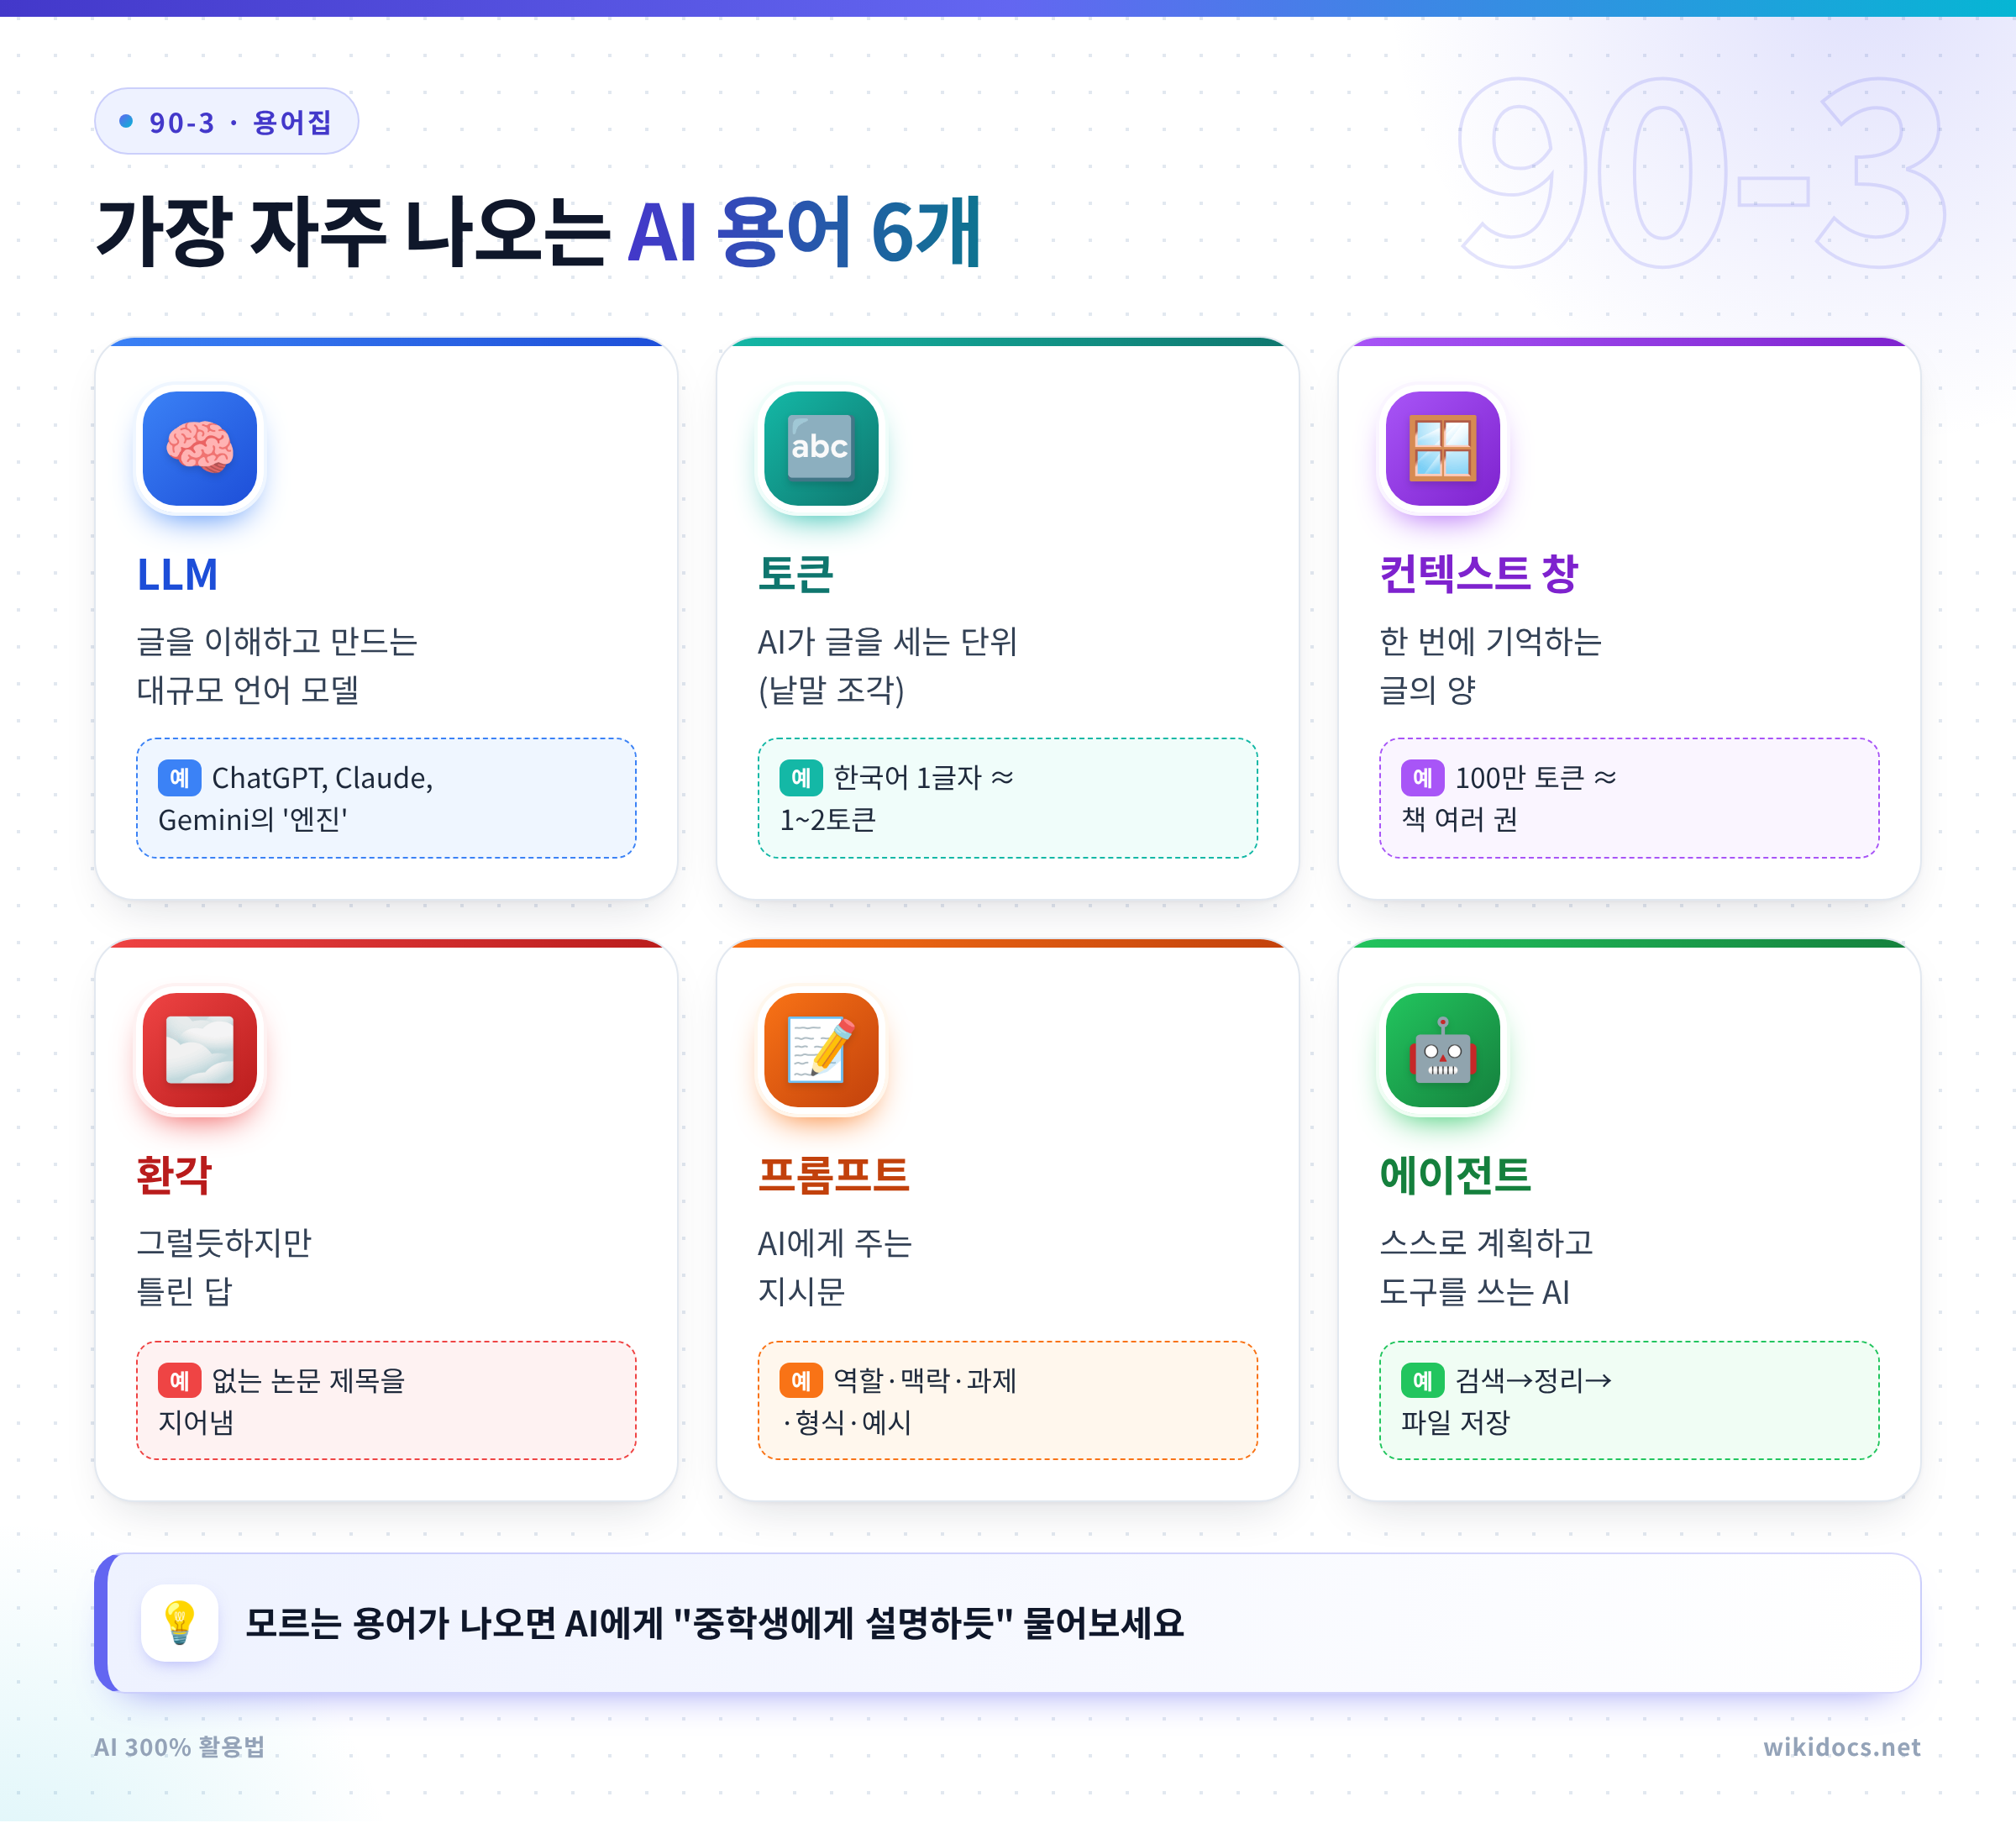 90-3 · 용어집
90-3
가장 자주 나오는 AI 용어 6개
abc
LLM
글을 이해하고 만드는
대규모 언어 모델
예 ChatGPT, Claude,
Gemini의 '엔진'
토큰
AI가 글을 세는 단위
(낱말 조각)
예 한국어 1글자 ≈
1~2토큰
컨텍스트 창
한 번에 기억하는
글의 양
예 100만 토큰 ≈
책 여러 권
환각
그럴듯하지만
틀린 답
예 없는 논문 제목을
지어냄
프롬프트
AI에게 주는
지시문
예 역할·맥락·과제
·형식·예시
에이전트
스스로 계획하고
도구를 쓰는 AI
예 검색→정리→
파일 저장
모르는 용어가 나오면 AI에게 "중학생에게 설명하듯" 물어보세요
AI 300% 활용법
wikidocs.net